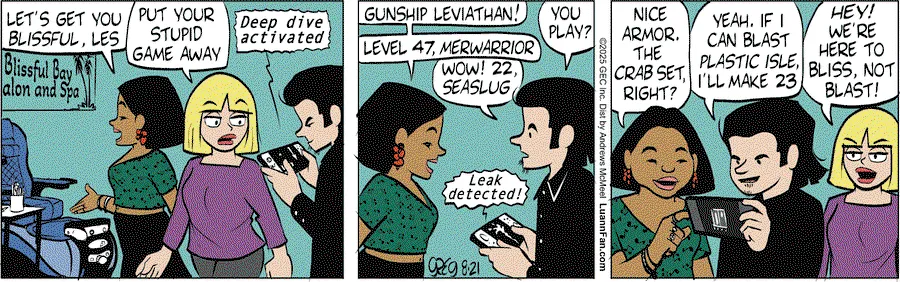 LET'S GET YOU
BLISSFUL, LES
PUT YOUR
STUPID
GAME AWAY
Deep dive
activated
Blissful Bay
alon and Spa
GUNSHIP LEVIATHAN!
YOU
PLAY?
LEVEL 47, MERWARRIOR
WOW! 22,
SEASLUG
Leak
detected!
GREG 8:21
©2025 GEC Inc. Dist by Andrews McMeel LuannFan.com
NICE
ARMOR.
THE
CRAB SET,
RIGHT?
YEAH. IF I
CAN BLAST
PLASTIC ISLE,
I'LL MAKE 23
HEY!
WE'RE
HERE TO
BLISS, NOT
BLAST!